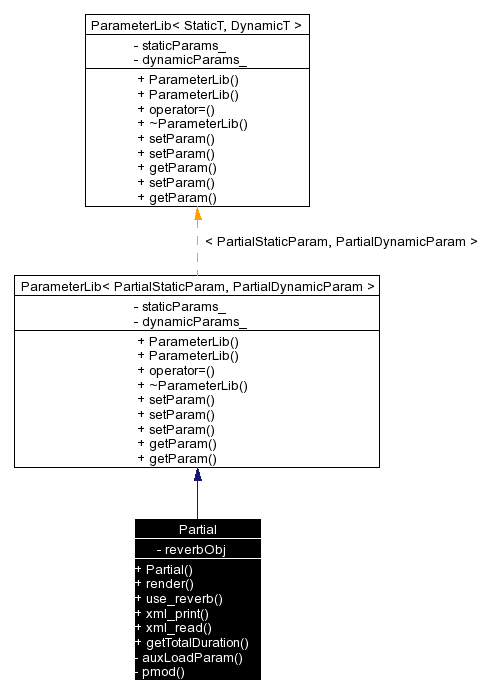 ParameterLib< StaticT, DynamicT >
- staticParams_
- dynamicParams_
+ ParameterLib()
+ ParameterLib()
+ operator=()
+ ~ParameterLib()
+ setParam()
+ setParam()
+ getParam()
+ setParam()
+ getParam()
< PartialStaticParam, PartialDynamicParam >
ParameterLib< PartialStaticParam, PartialDynamicParam >
- staticParams_
- dynamicParams_
+ ParameterLib()
+ ParameterLib()
+ operator=()
+ ~ParameterLib()
+ setParam()
+ setParam()
+ setParam()
+ getParam()
+ getParam()
Partial
- reverbObj
+ Partial()
+ render()
+ use_reverb()
+ xml_print()
+ xml_read()
+ getTotalDuration()
- auxLoadParam()
- pmod()